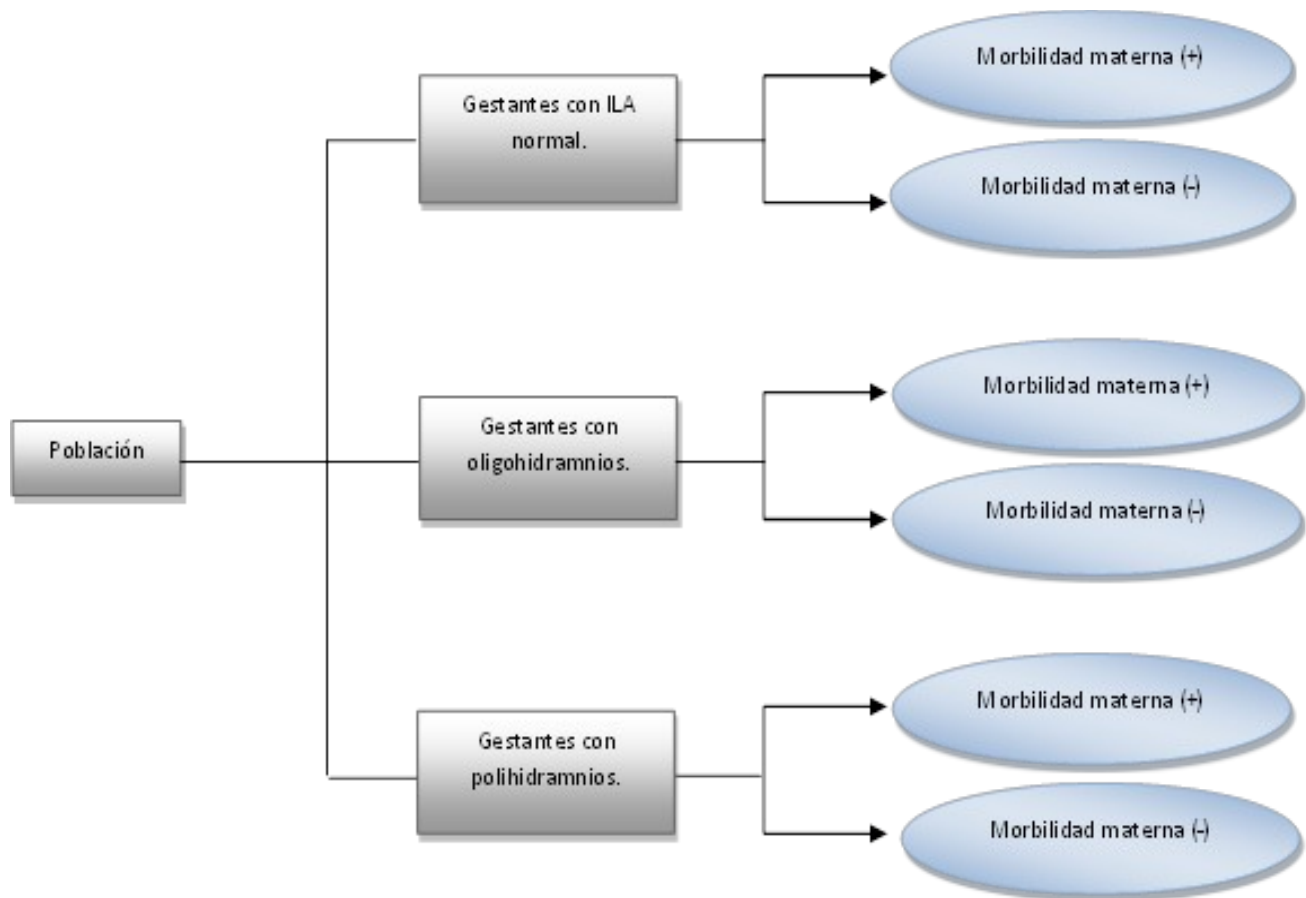 Población
Gestantes con ILA
normal.
Morbilidad materna (+)
Morbilidad materna (-)
Gestantes con
oligohidramnios.
Morbilidad materna (+)
Morbilidad materna (-)
Gestantes con
polihidramnios.
Morbilidad materna (+)
Morbilidad materna (-)